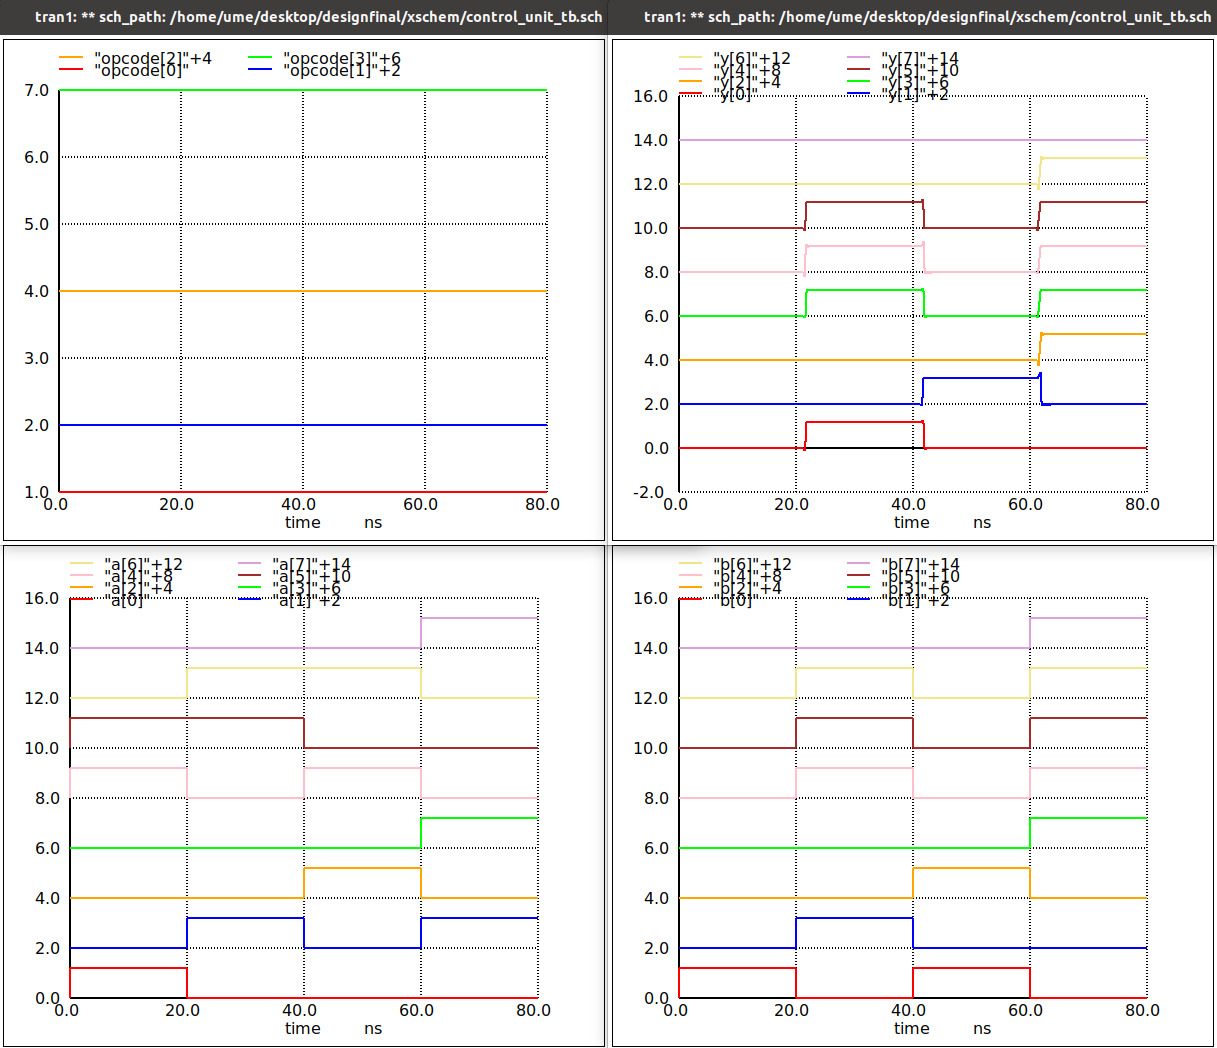 tran1: ** sch_path: /home/ume/desktop/designfinal/xschem/control_unit_tb.sch
"opcode[2]"+4 "opcode[3]"+6
"opcode[0]" "opcode[1]"+2
7.0
6.0
5.0
4.0
3.0
2.0
1.0
0.0 20.0 40.0 60.0 80.0
time ns
tran1: ** sch_path: /home/ume/desktop/designfinal/xschem/control_unit_tb.sch
"y[6]"+12 "y[7]"+14
"y[4]"+8 "y[5]"+10
"y[2]"+4 "y[3]"+6
"y[0]" "y[1]"+2
16.0
14.0
12.0
10.0
8.0
6.0
4.0
2.0
0.0
-2.0
0.0 20.0 40.0 60.0 80.0
time ns
"a[6]"+12 "a[7]"+14
"a[4]"+8 "a[5]"+10
"a[2]"+4 "a[3]"+6
"a[0]" "a[1]"+2
16.0
14.0
12.0
10.0
8.0
6.0
4.0
2.0
0.0
0.0 20.0 40.0 60.0 80.0
time ns
"b[6]"+12 "b[7]"+14
"b[4]"+8 "b[5]"+10
"b[2]"+4 "b[3]"+6
"b[0]" "b[1]"+2
16.0
14.0
12.0
10.0
8.0
6.0
4.0
2.0
0.0
0.0 20.0 40.0 60.0 80.0
time ns